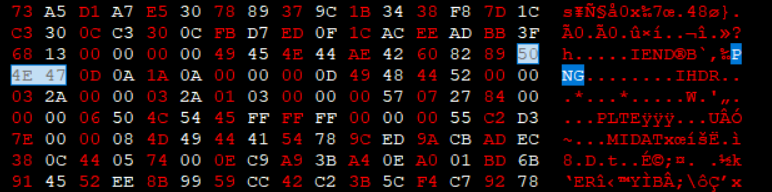 73 A5 D1 A7 E5 30 78 89 37 9C 1B 34 38 F8 7D 1C s¥Ñ§å0x‰7œ.48ø}.
C3 30 0C C3 30 0C FB D7 ED 0F 1C AC EE AD BB 3F Ã0.Ã0.û×í..¬î.»?
68 13 00 00 00 00 49 45 4E 44 AE 42 60 82 89 50 h.....IEND®B`‚‰P
4E 47 0D 0A 1A 0A 00 00 00 0D 49 48 44 52 00 00 NG........IHDR..
03 2A 00 00 03 2A 01 03 00 00 00 57 07 27 84 00 .*...*.....W.'„.
00 00 06 50 4C 54 45 FF FF FF 00 00 00 55 C2 D3 ...PLTEÿÿÿ...UÂÓ
7E 00 00 08 4D 49 44 41 54 78 9C ED 9A CB AD EC ~...MIDATxœíšË.ì
38 0C 44 05 74 00 0E C9 A9 3B A4 0E A0 01 BD 6B 8.D.t..É©;¤. .½k
91 45 52 EE 8B 99 59 CC 42 C2 3B 5C F4 C7 92 78 ‘ERî‹™YÌBÂ;\ôÇ’x